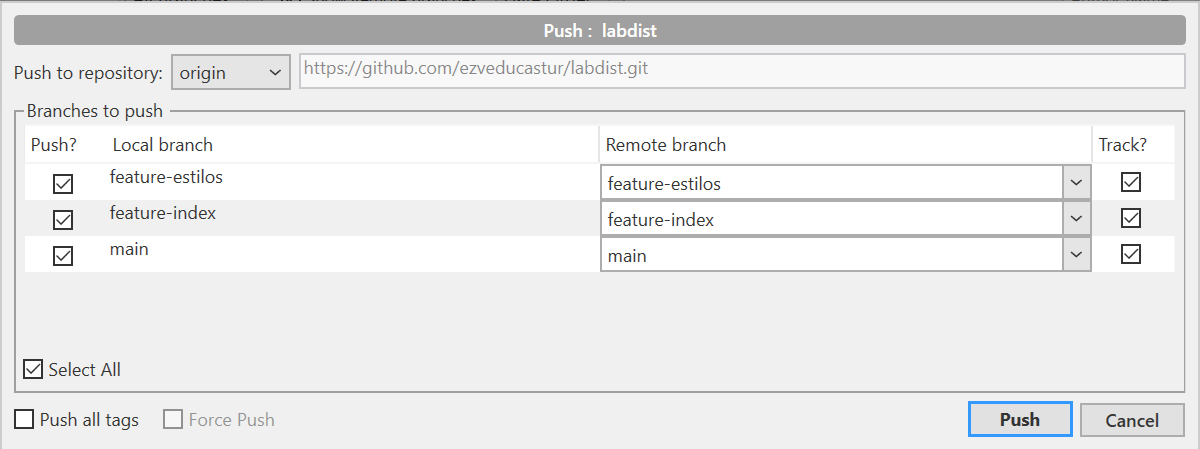 Push : labdist
Push to repository: origin https://github.com/ezveducastur/labdist.git
Branches to push
Push? Local branch Remote branch Track?
feature-estilos feature-estilos
feature-index feature-index
main main
Select All
Push all tags Force Push Push Cancel